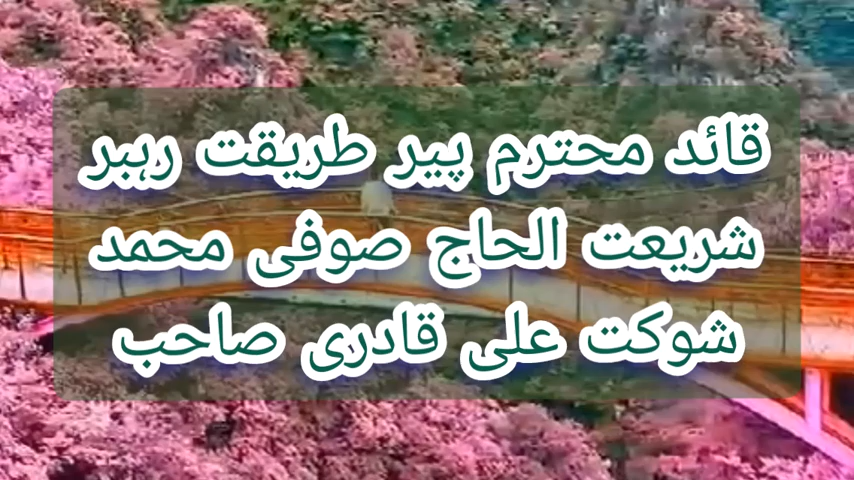 قائد محترم پیر طریقت رہبر
شریعت الحاج صوفی محمد
شوکت علی قادری صاحب